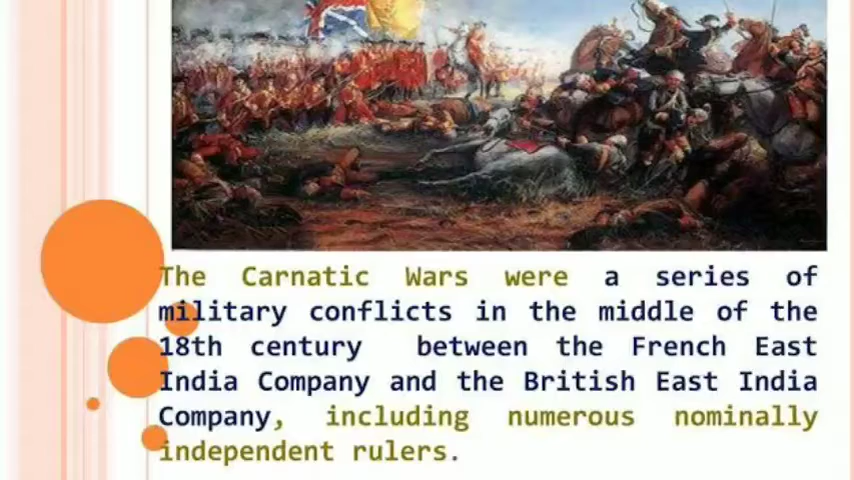 The Carnatic Wars were a series of
military conflicts in the middle of the
18th century between the French East
India Company and the British East India
Company, including numerous nominally
independent rulers.